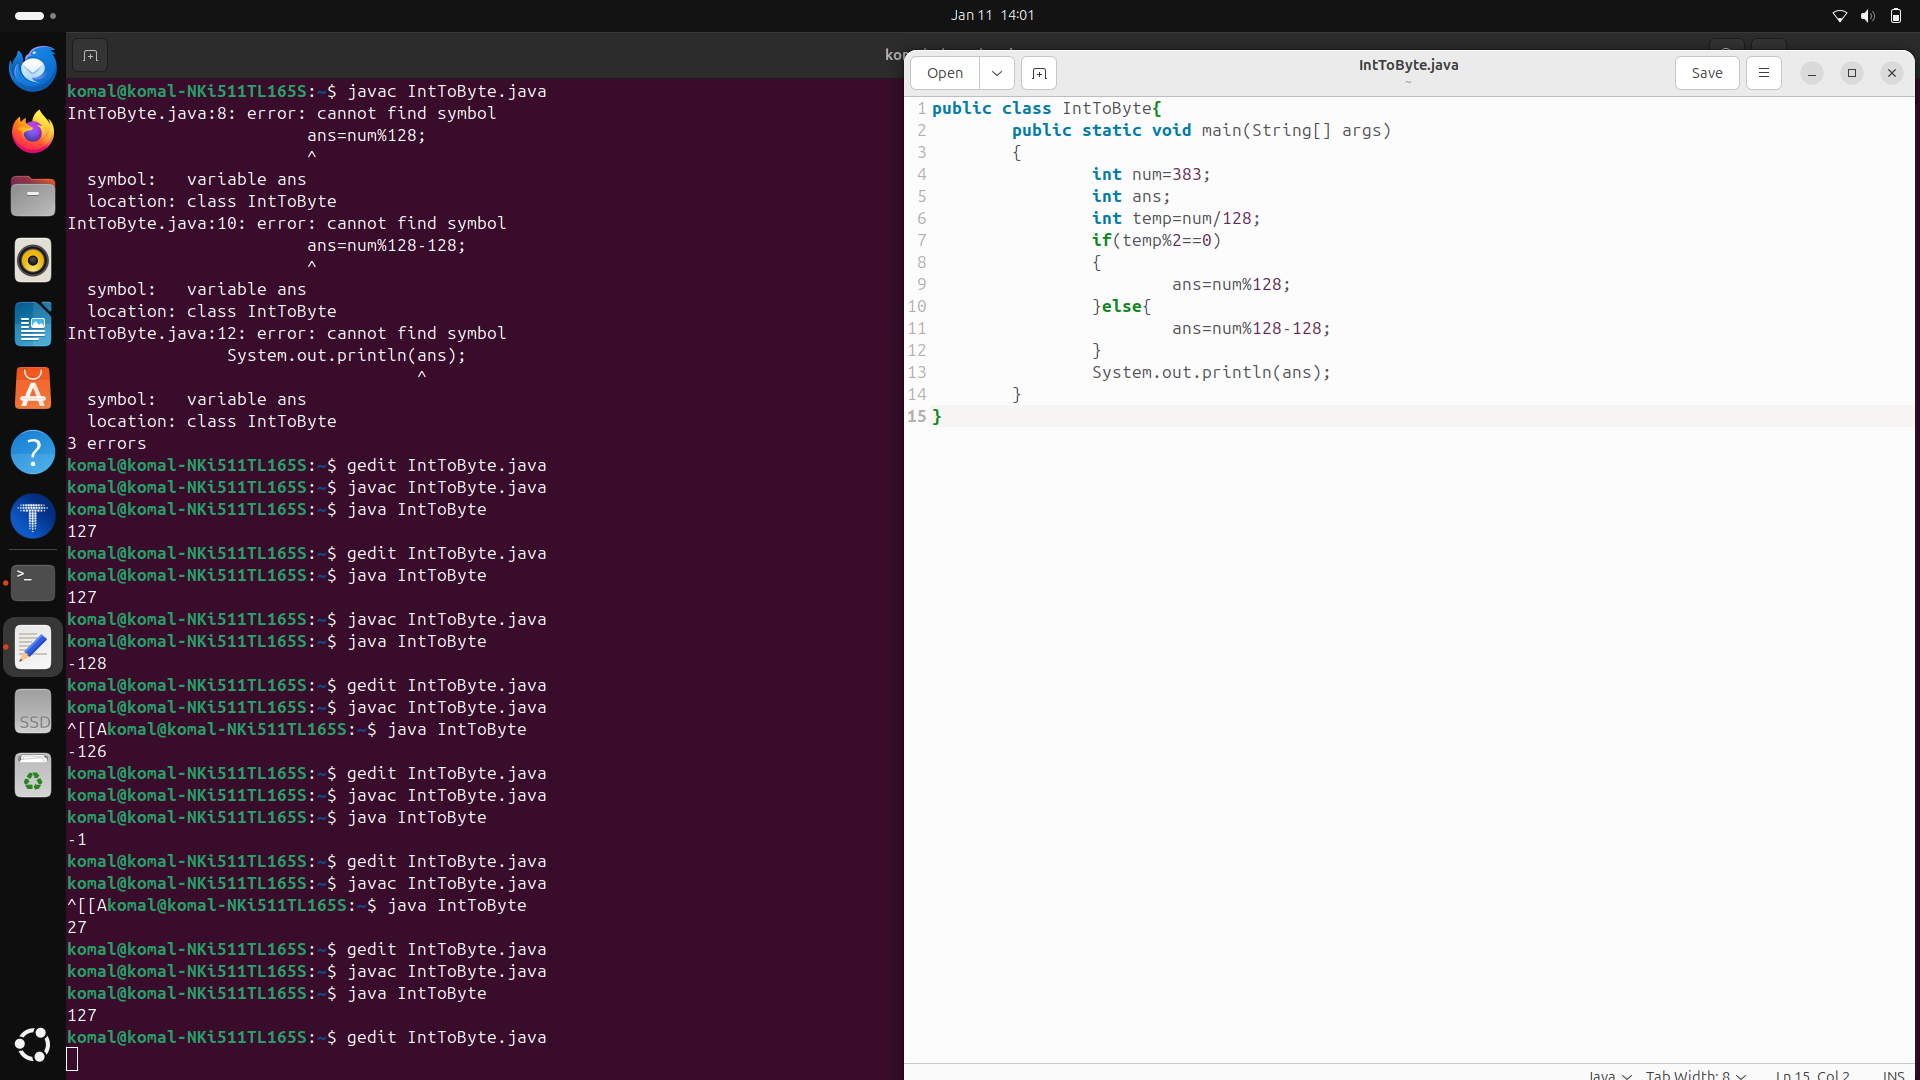 Jan 11 14:01
komal@komal-NKi511TL165S:~$ javac IntToByte.java
IntToByte.java:8: error: cannot find symbol
ans=num%128;
^
symbol: variable ans
location: class IntToByte
IntToByte.java:10: error: cannot find symbol
ans=num%128-128;
^
symbol: variable ans
location: class IntToByte
IntToByte.java:12: error: cannot find symbol
System.out.println(ans);
^
symbol: variable ans
location: class IntToByte
3 errors
komal@komal-NKi511TL165S:~$ gedit IntToByte.java
komal@komal-NKi511TL165S:~$ javac IntToByte.java
komal@komal-NKi511TL165S:~$ java IntToByte
127
komal@komal-NKi511TL165S:~$ gedit IntToByte.java
komal@komal-NKi511TL165S:~$ java IntToByte
127
komal@komal-NKi511TL165S:~$ javac IntToByte.java
komal@komal-NKi511TL165S:~$ java IntToByte
-128
komal@komal-NKi511TL165S:~$ gedit IntToByte.java
komal@komal-NKi511TL165S:~$ javac IntToByte.java
^[[Akomal@komal-NKi511TL165S:~$ java IntToByte
-126
komal@komal-NKi511TL165S:~$ gedit IntToByte.java
komal@komal-NKi511TL165S:~$ javac IntToByte.java
komal@komal-NKi511TL165S:~$ java IntToByte
-1
komal@komal-NKi511TL165S:~$ gedit IntToByte.java
komal@komal-NKi511TL165S:~$ javac IntToByte.java
^[[Akomal@komal-NKi511TL165S:~$ java IntToByte
27
komal@komal-NKi511TL165S:~$ gedit IntToByte.java
komal@komal-NKi511TL165S:~$ javac IntToByte.java
komal@komal-NKi511TL165S:~$ java IntToByte
127
komal@komal-NKi511TL165S:~$ gedit IntToByte.java
SSD
Open
IntToByte.java
~
Save
1 public class IntToByte{
2 public static void main(String[] args)
3 {
4 int num=383;
5 int ans;
6 int temp=num/128;
7 if(temp%2==0)
8 {
9 ans=num%128;
10 }else{
11 ans=num%128-128;
12 }
13 System.out.println(ans);
14 }
15 }
Java Tab Width: 8 Ln 15, Col 2 INS